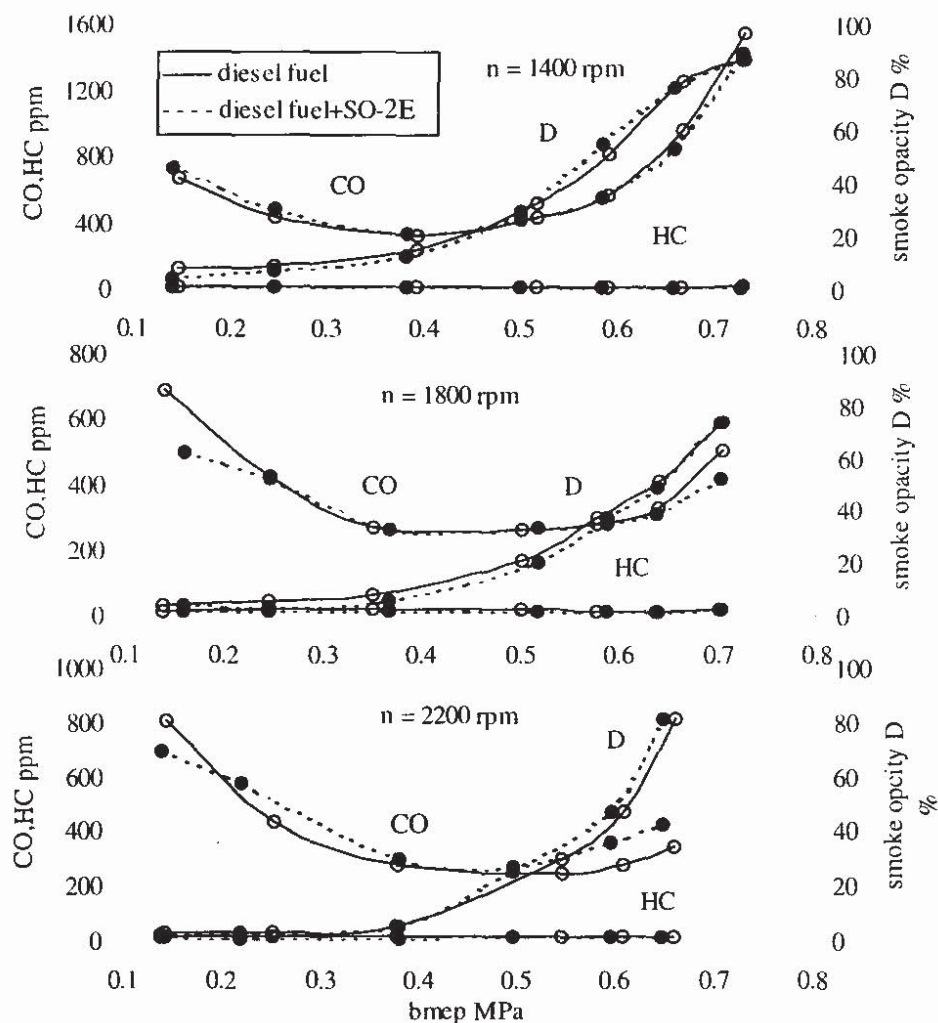 1600
1200
800
400
0
CO,HC ppm
diesel fuel
diesel fuel+SO-2E
n = 1400 rpm
CO
D
HC
100
80
60
40
20
0
smoke opacity D %
0.1 0.2 0.3 0.4 0.5 0.6 0.7 0.8
800
600
400
200
0
CO,HC ppm
n = 1800 rpm
CO
D
HC
100
80
60
40
20
0
smoke opacity D %
0.1 0.2 0.3 0.4 0.5 0.6 0.7 0.8
1000
800
600
400
200
0
CO,HC ppm
n = 2200 rpm
CO
D
HC
100
80
60
40
20
0
smoke opcity D
%
0.1 0.2 0.3 0.4 0.5 0.6 0.7 0.8
bmep MPa